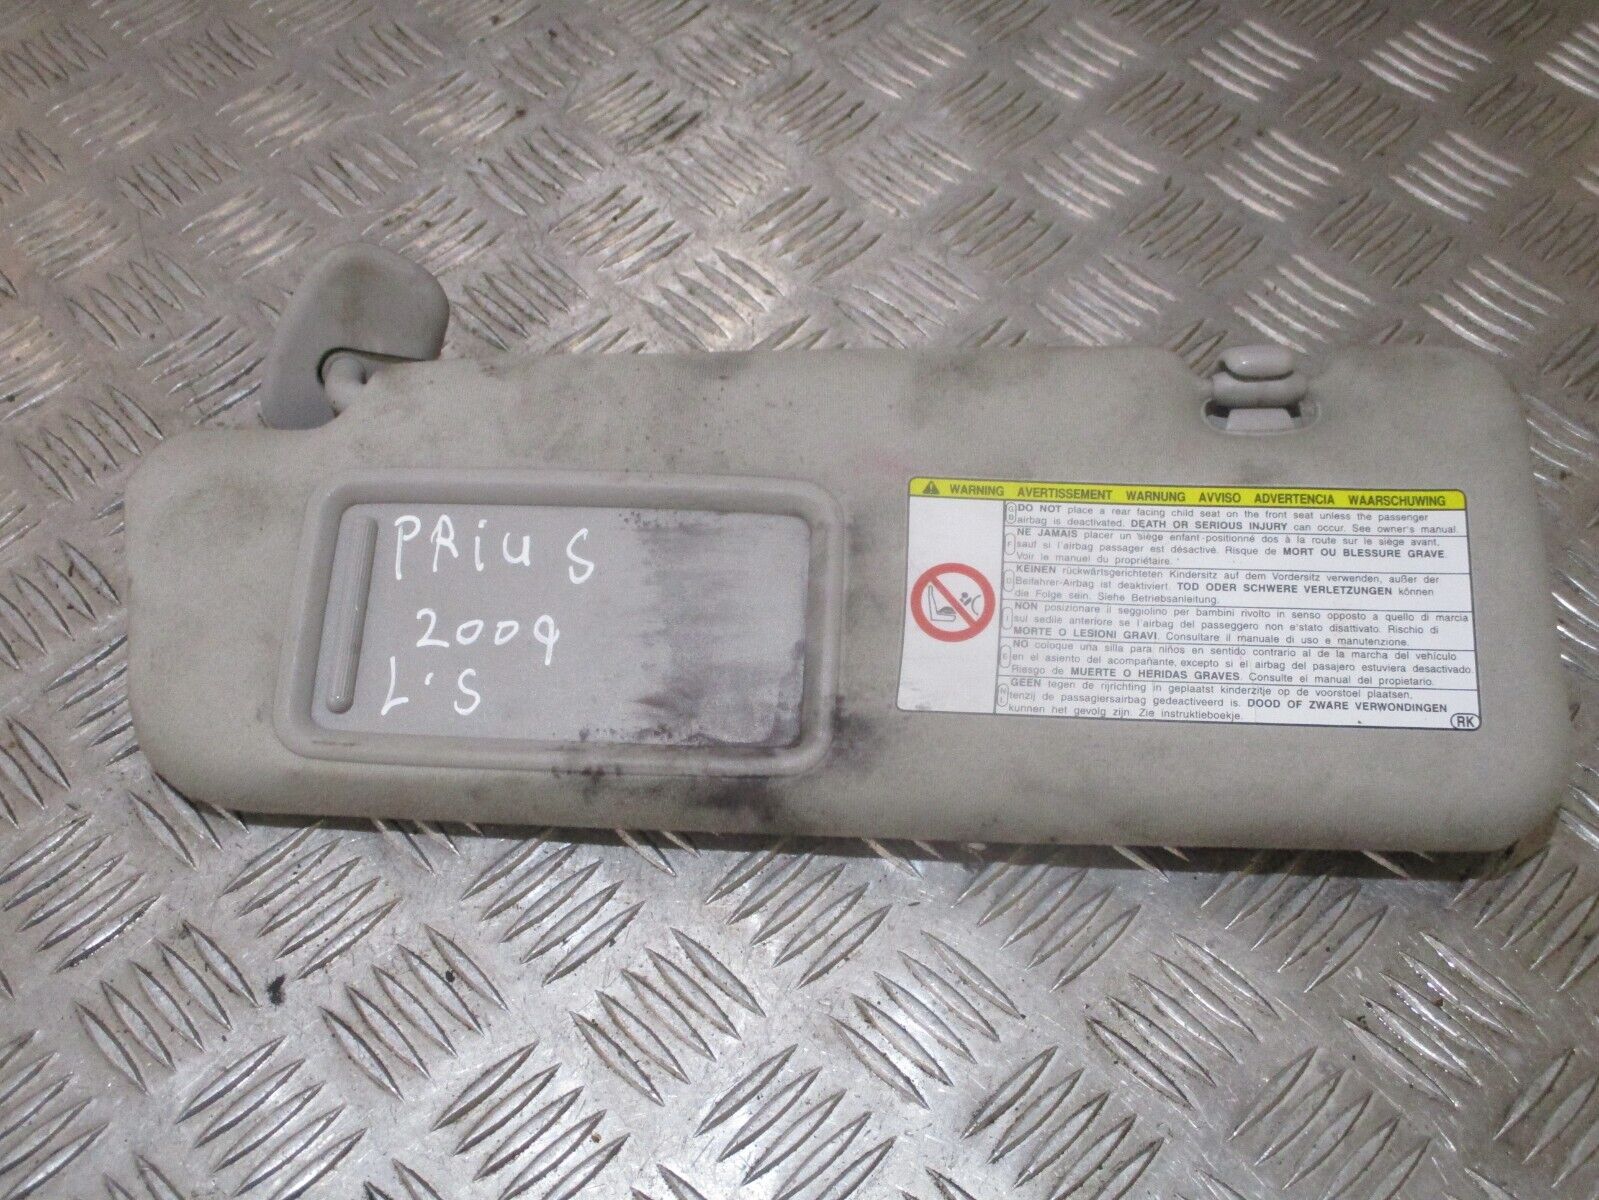 PRiUS
2009
L.S
WARNING AVERTISSEMENT WARNUNG AVVISO ADVERTENCIA WAARSCHUWING
GB
DO NOT place a rear facing child seat on the front seat unless the passenger
airbag is deactivated. DEATH OR SERIOUS INJURY can occur. See owner's manual.
F
NE JAMAIS placer un siège enfant positionné dos à la route sur le siège avant,
sauf si l'airbag passager est désactivé. Risque de MORT OU BLESSURE GRAVE.
Voir le manuel du propriétaire.
D
KEINEN rückwärtsgerichteten Kindersitz auf dem Vordersitz verwenden, außer der
Beifahrer-Airbag ist deaktiviert. TOD ODER SCHWERE VERLETZUNGEN können
die Folge sein. Siehe Betriebsanleitung.
I
NON posizionare il seggiolino per bambini rivolto in senso opposto a quello di marcia
sul sedile anteriore se l'airbag del passeggero non e'stato disattivato. Rischio di
MORTE O LESIONI GRAVI. Consultare il manuale di uso e manutenzione.
E
NO coloque una silla para niños en sentido contrario al de la marcha del vehículo
en el asiento del acompañante, excepto si el airbag del pasajero estuviera desactivado.
Riesgo de MUERTE O HERIDAS GRAVES. Consulte el manual del propietario.
N
GEEN tegen de rijrichting in geplaatst kinderzitje op de voorstoel plaatsen,
tenzij de passagiersairbag gedeactiveerd is. DOOD OF ZWARE VERWONDINGEN
kunnen het gevolg zijn. Zie instruktieboekje.
RK